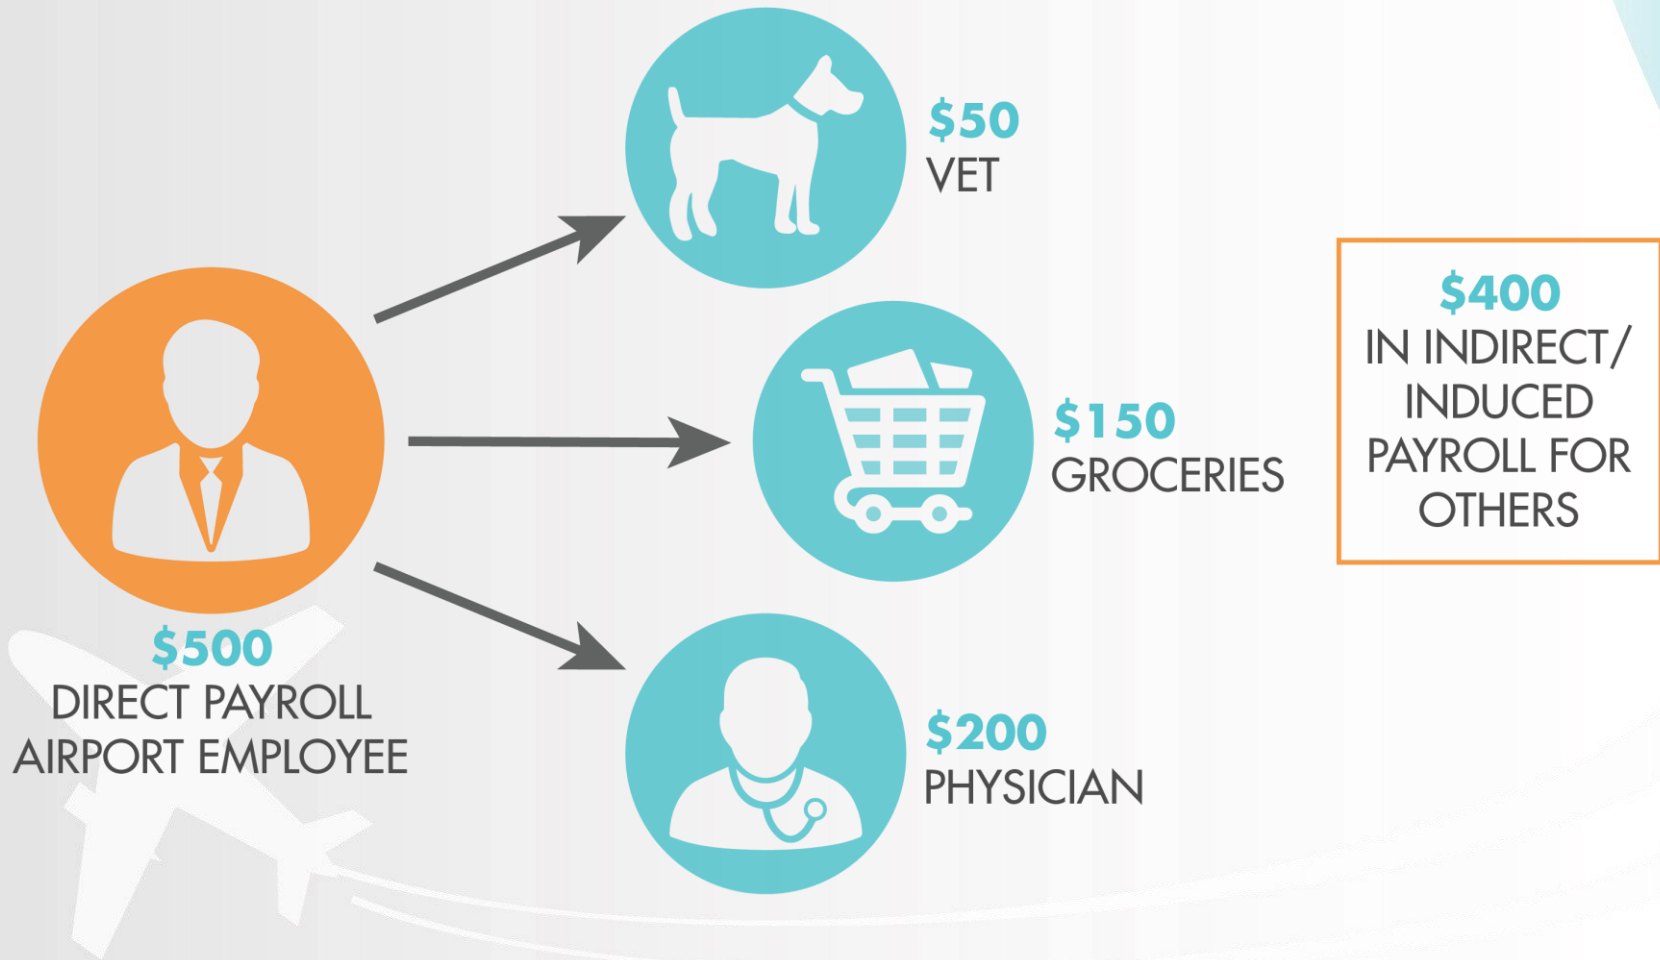 $50
VET
$150
GROCERIES
$200
PHYSICIAN
$500
DIRECT PAYROLL
AIRPORT EMPLOYEE
$400
IN INDIRECT/
INDUCED
PAYROLL FOR
OTHERS